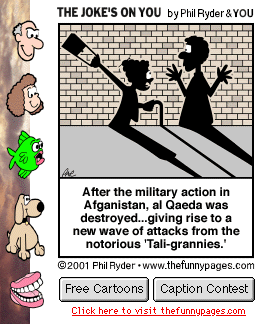 THE JOKE'S ON YOU by Phil Ryder & YOU
After the military action in
Afganistan, al Qaeda was
destroyed...giving rise to a
new wave of attacks from the
notorious 'Tali-grannies.'
©2001 Phil Ryder • www.thefunnypages.com
Free Cartoons
Caption Contest
Click here to visit thefunnypages.com